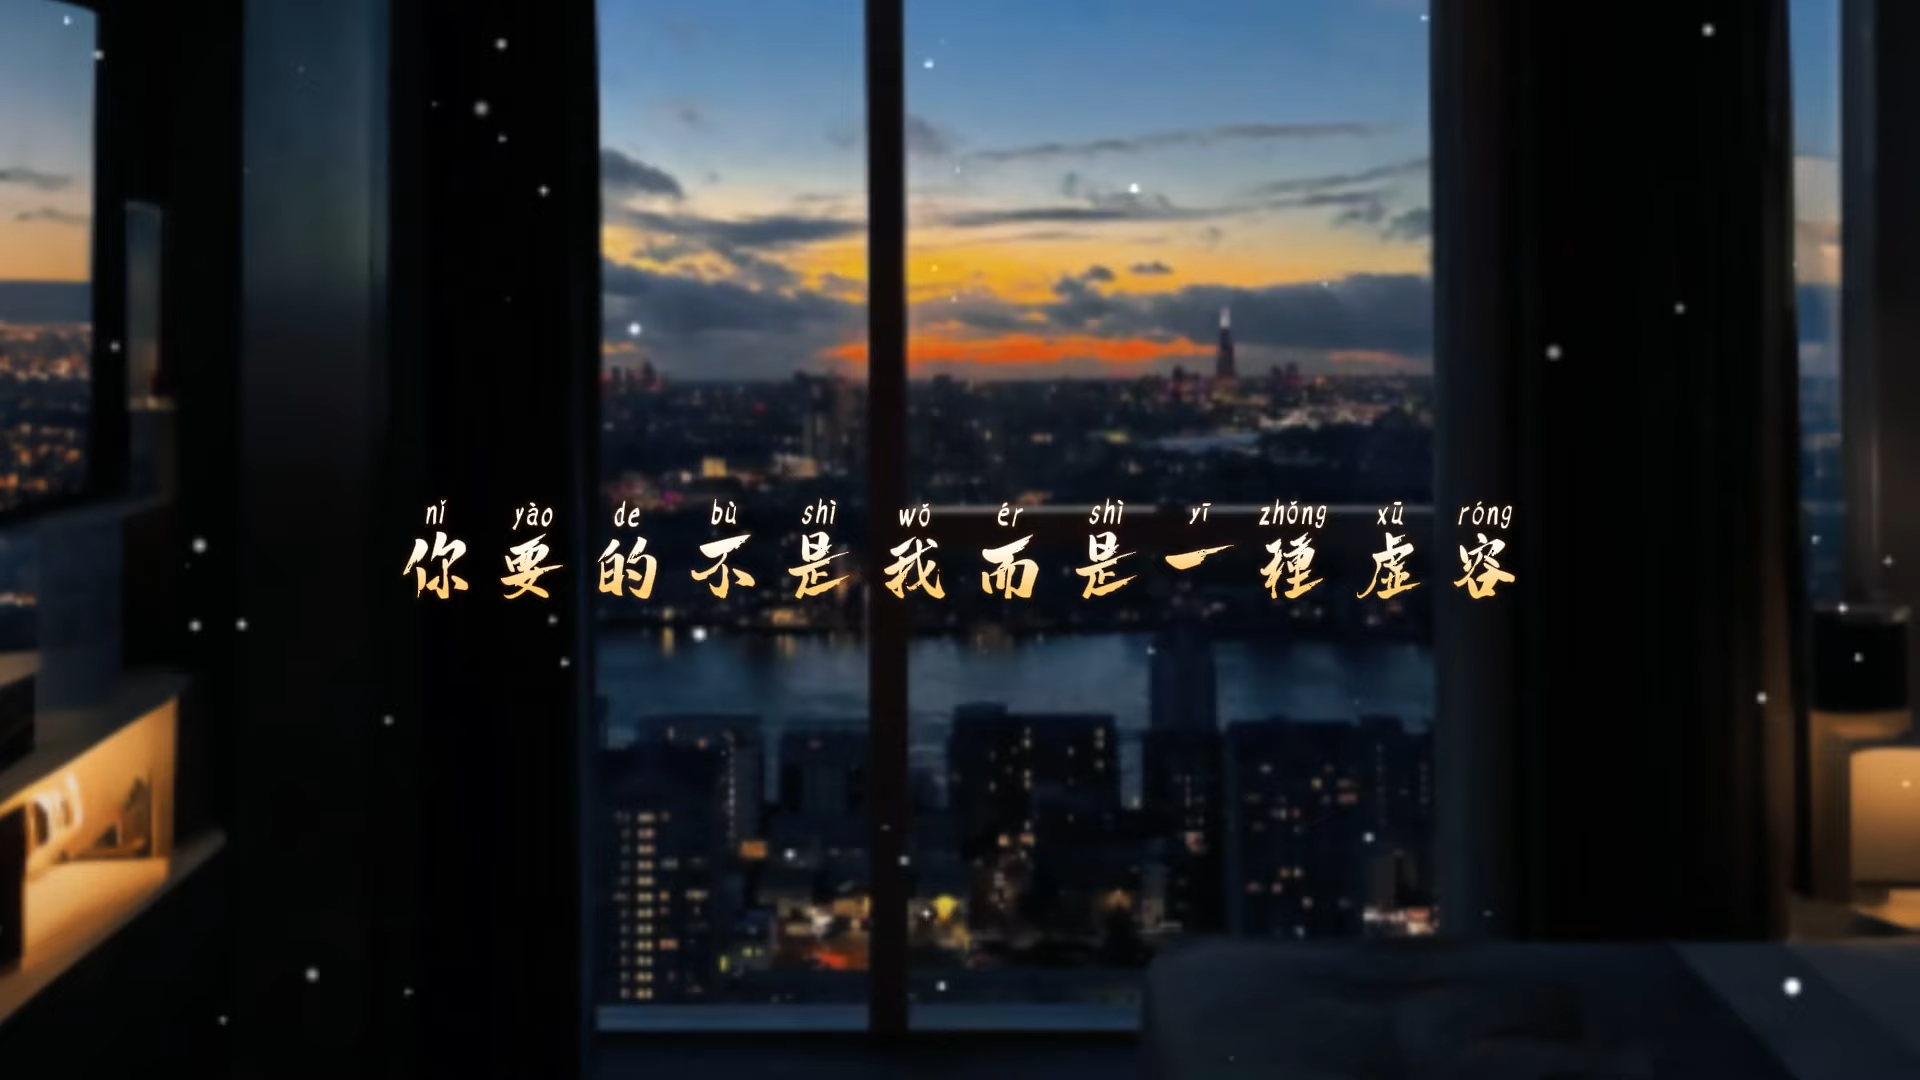 nǐ yào de bù shì wǒ ér shì yī zhǒng xū róng
你要的不是我而是一種虛容